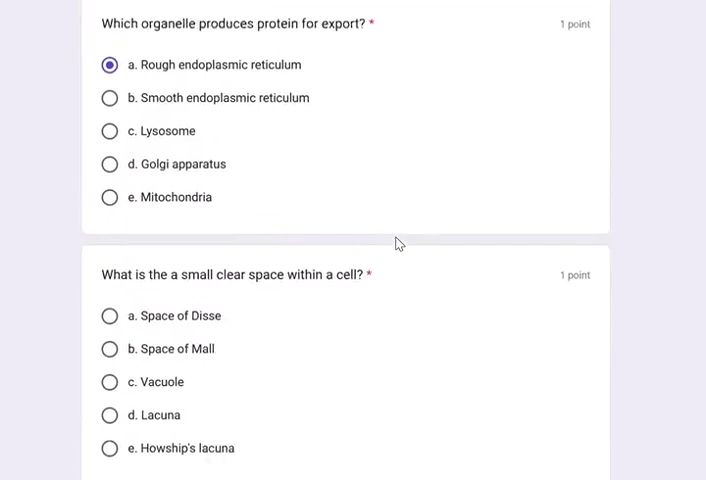 Which organelle produces protein for export? * 1 point
a. Rough endoplasmic reticulum
b. Smooth endoplasmic reticulum
c. Lysosome
d. Golgi apparatus
e. Mitochondria
What is the a small clear space within a cell? * 1 point
a. Space of Disse
b. Space of Mall
c. Vacuole
d. Lacuna
e. Howship's lacuna